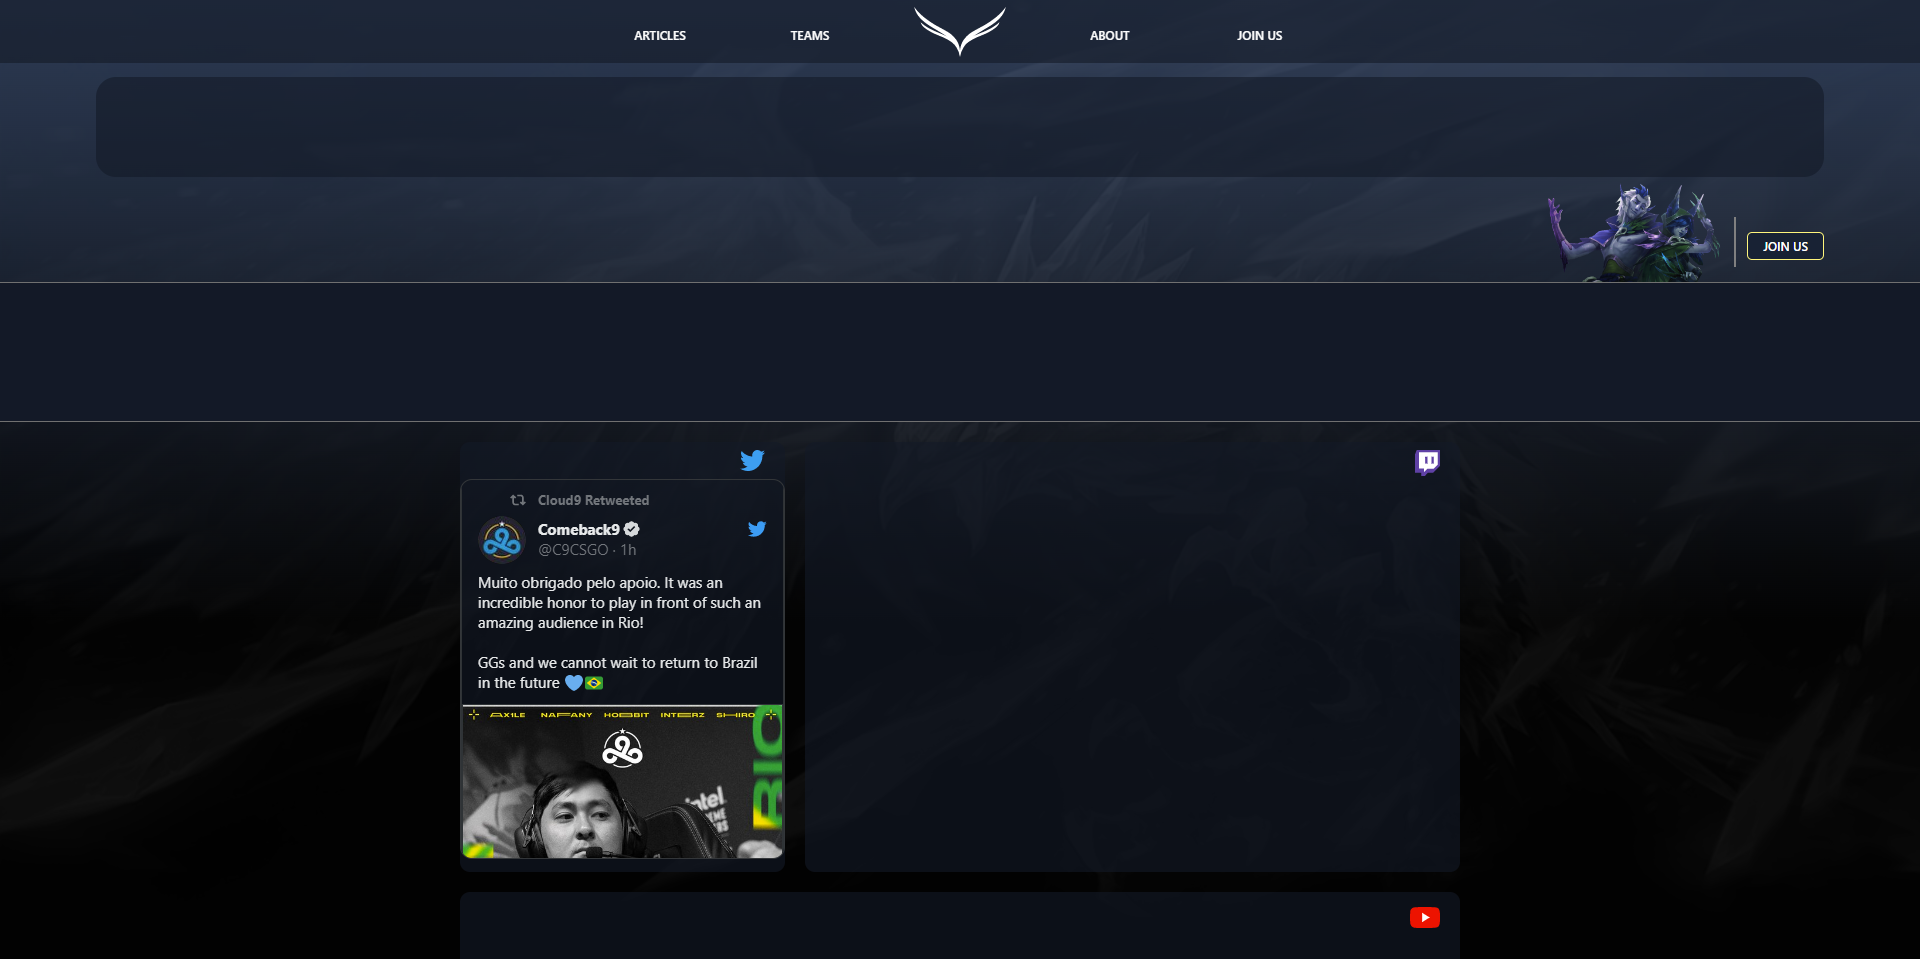 ARTICLES
TEAMS
ABOUT
JOIN US
JOIN US
Cloud9 Retweeted
Comeback9
@C9CSGO · 1h
Muito obrigado pelo apoio. It was an
incredible honor to play in front of such an
amazing audience in Rio!
GGs and we cannot wait to return to Brazil
in the future 💙🇧🇷
AX1LE NAFANY HOBBIT INTERZ SH1RO
RIO
intel